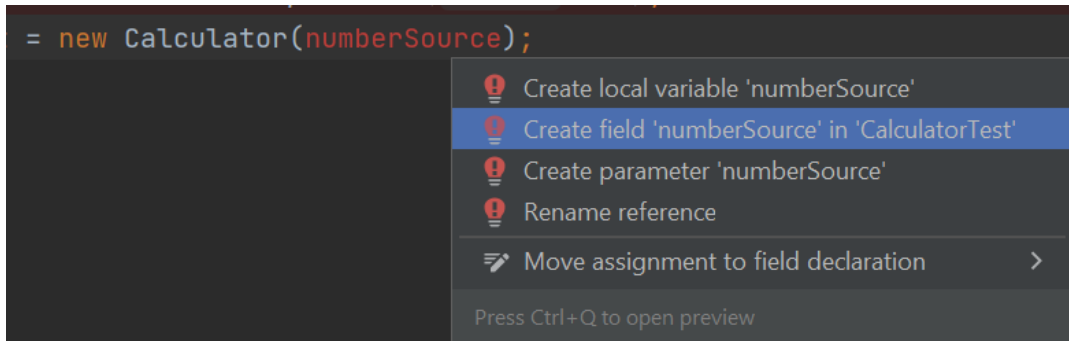 = new Calculator(numberSource);
Create local variable 'numberSource'
Create field 'numberSource' in 'CalculatorTest'
Create parameter 'numberSource'
Rename reference
Move assignment to field declaration
Press Ctrl+Q to open preview